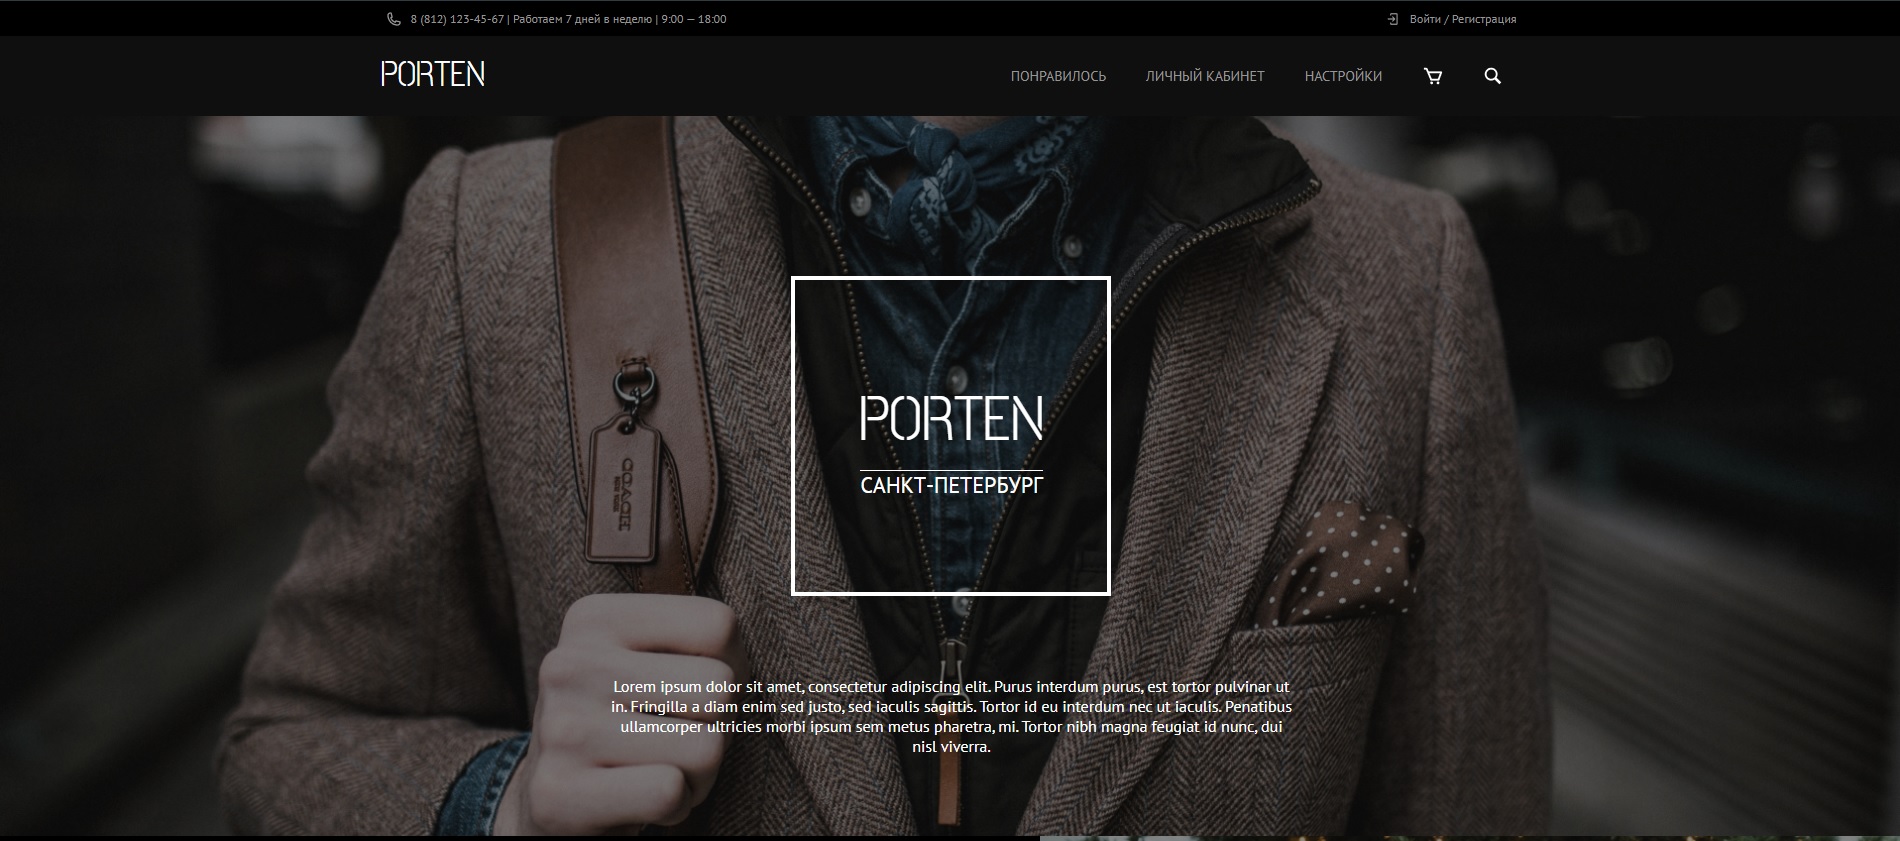 8 (812) 123-45-67 | Работаем 7 дней в неделю | 9:00 — 18:00
Войти / Регистрация
PORTEN
ПОНРАВИЛОСЬ
ЛИЧНЫЙ КАБИНЕТ
НАСТРОЙКИ
COACH
PORTEN
САНКТ-ПЕТЕРБУРГ
Lorem ipsum dolor sit amet, consectetur adipiscing elit. Purus interdum purus, est tortor pulvinar ut
in. Fringilla a diam enim sed justo, sed iaculis sagittis. Tortor id eu interdum nec ut iaculis. Penatibus
ullamcorper ultricies morbi ipsum sem metus pharetra, mi. Tortor nibh magna feugiat id nunc, dui
nisl viverra.